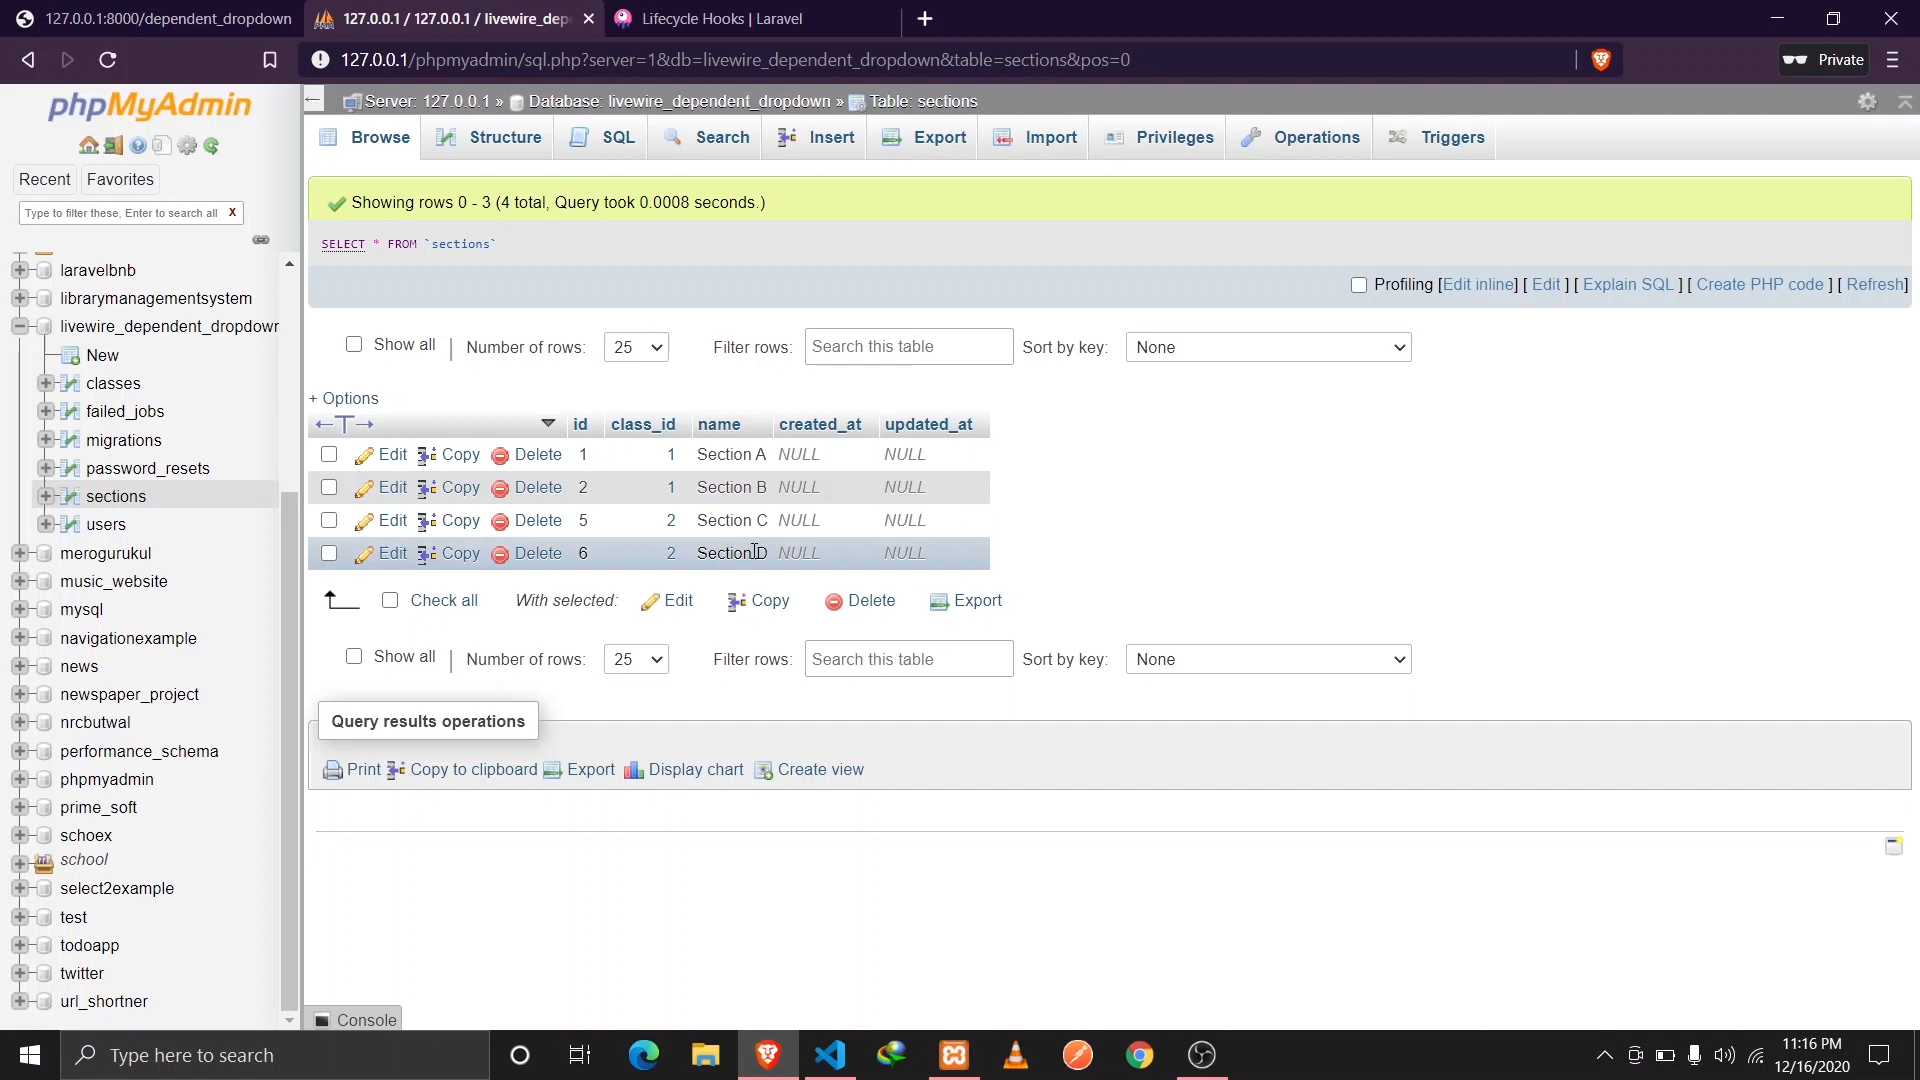 127.0.0.1:8000/dependent_dropdown
127.0.0.1 / 127.0.0.1 / livewire_dep
Lifecycle Hooks | Laravel
127.0.0.1/phpmyadmin/sql.php?server=1&db=livewire_dependent_dropdown&table=sections&pos=0
Private
phpMyAdmin
Recent
Favorites
Type to filter these, Enter to search all X
laravelbnb
librarymanagementsystem
livewire_dependent_dropdown
New
classes
failed_jobs
migrations
password_resets
sections
users
merogurukul
music_website
mysql
navigationexample
news
newspaper_project
nrcbutwal
performance_schema
phpmyadmin
prime_soft
schoex
school
select2example
test
todoapp
twitter
url_shortner
Server: 127.0.0.1 » Database: livewire_dependent_dropdown » Table: sections
Browse Structure SQL Search Insert Export Import Privileges Operations Triggers
Showing rows 0 - 3 (4 total, Query took 0.0008 seconds.)
SELECT * FROM `sections`
Profiling [Edit inline] [ Edit ] [ Explain SQL ] [ Create PHP code ] [ Refresh]
Show all | Number of rows: 25 Filter rows: Search this table Sort by key: None
+ Options
←T→ id class_id name created_at updated_at
Edit Copy Delete 1 1 Section A NULL NULL
Edit Copy Delete 2 1 Section B NULL NULL
Edit Copy Delete 5 2 Section C NULL NULL
Edit Copy Delete 6 2 Section D NULL NULL
Check all With selected: Edit Copy Delete Export
Show all | Number of rows: 25 Filter rows: Search this table Sort by key: None
Query results operations
Print Copy to clipboard Export Display chart Create view
Console
Type here to search
11:16 PM
12/16/2020